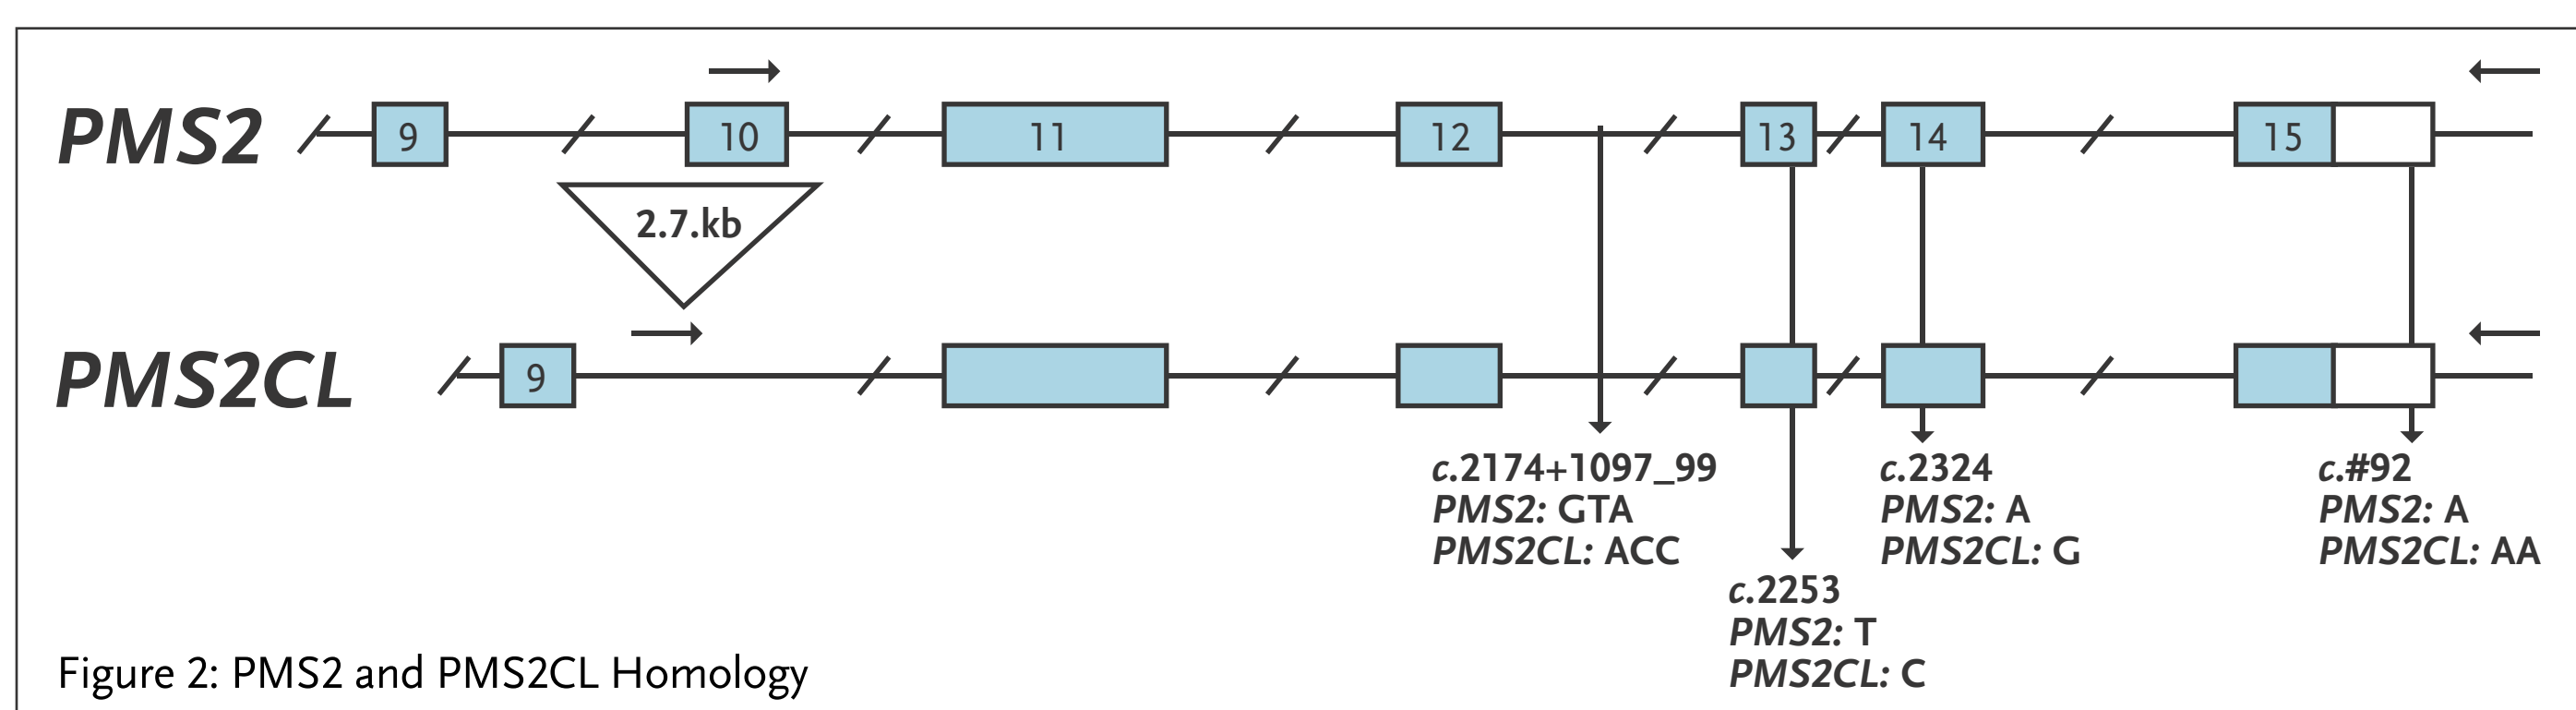 PMS2
9
10
11
12
13
14
15
2.7.kb
PMS2CL
9
c.2174+1097_99
PMS2: GTA
PMS2CL: ACC
c.2253
PMS2: T
PMS2CL: C
c.2324
PMS2: A
PMS2CL: G
c.#92
PMS2: A
PMS2CL: AA
Figure 2: PMS2 and PMS2CL Homology